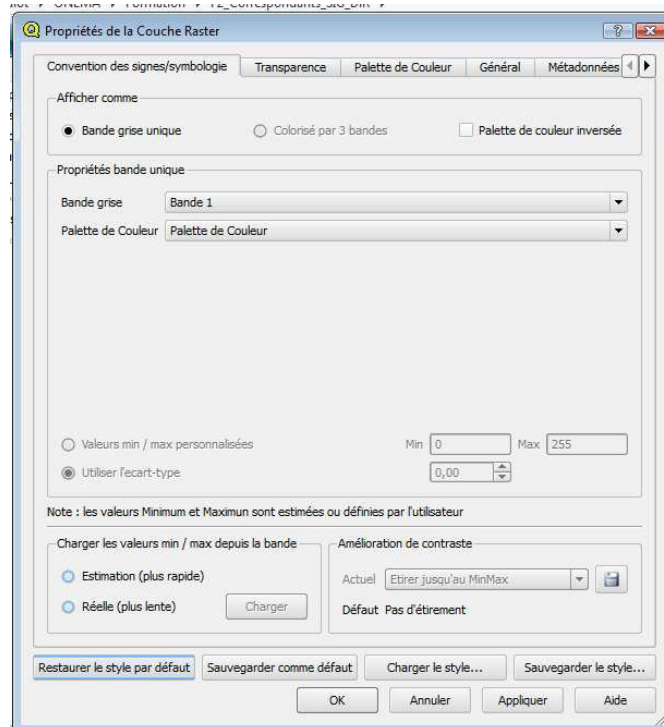 ONEMA Formation
Propriétés de la Couche Raster
Convention des signes/symbologie Transparence Palette de Couleur Général Métadonnées
Afficher comme
Bande grise unique Colorisé par 3 bandes Palette de couleur inversée
Propriétés bande unique
Bande grise Bande 1
Palette de Couleur Palette de Couleur
Valeurs min / max personnalisées Min 0 Max 255
Utiliser l'ecart-type 0,00
Note : les valeurs Minimum et Maximun sont estimées ou définies par l'utilisateur
Charger les valeurs min / max depuis la bande Amélioration de contraste
Estimation (plus rapide) Actuel Etirer jusqu'au MinMax
Réelle (plus lente) Charger Défaut Pas d'étirement
Restaurer le style par défaut Sauvegarder comme défaut Charger le style... Sauvegarder le style...
OK Annuler Appliquer Aide